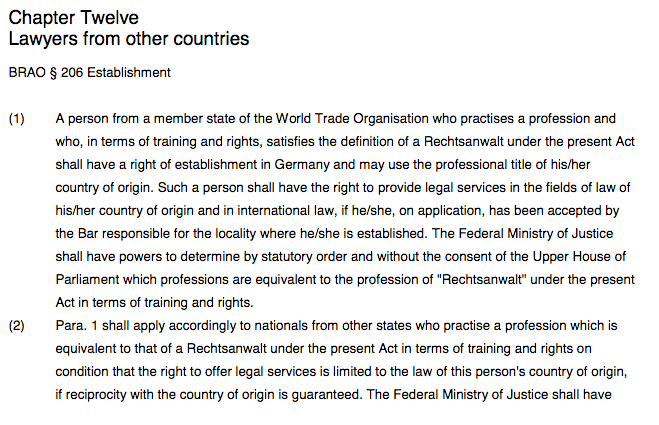 Chapter Twelve
Lawyers from other countries
BRAO § 206 Establishment
(1) A person from a member state of the World Trade Organisation who practises a profession and
who, in terms of training and rights, satisfies the definition of a Rechtsanwalt under the present Act
shall have a right of establishment in Germany and may use the professional title of his/her
country of origin. Such a person shall have the right to provide legal services in the fields of law of
his/her country of origin and in international law, if he/she, on application, has been accepted by
the Bar responsible for the locality where he/she is established. The Federal Ministry of Justice
shall have powers to determine by statutory order and without the consent of the Upper House of
Parliament which professions are equivalent to the profession of "Rechtsanwalt" under the present
Act in terms of training and rights.
(2) Para. 1 shall apply accordingly to nationals from other states who practise a profession which is
equivalent to that of a Rechtsanwalt under the present Act in terms of training and rights on
condition that the right to offer legal services is limited to the law of this person's country of origin,
if reciprocity with the country of origin is guaranteed. The Federal Ministry of Justice shall have